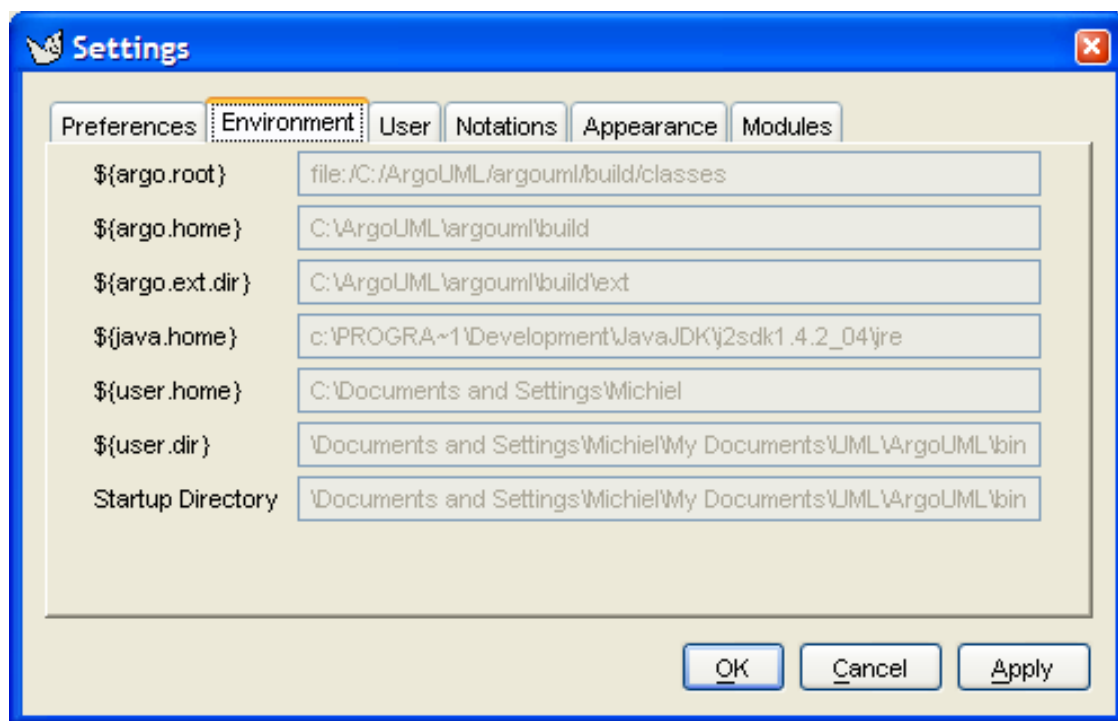 Settings
Preferences Environment User Notations Appearance Modules
${argo.root} file:/C:/ArgoUML/argouml/build/classes
${argo.home} C:\ArgoUML\argouml\build
${argo.ext.dir} C:\ArgoUML\argouml\build\ext
${java.home} c:\PROGRA~1\Development\JavaJDK\j2sdk1.4.2_04\jre
${user.home} C:\Documents and Settings\Michiel
${user.dir} \Documents and Settings\Michiel\My Documents\UML\ArgoUML\bin
Startup Directory \Documents and Settings\Michiel\My Documents\UML\ArgoUML\bin
OK Cancel Apply